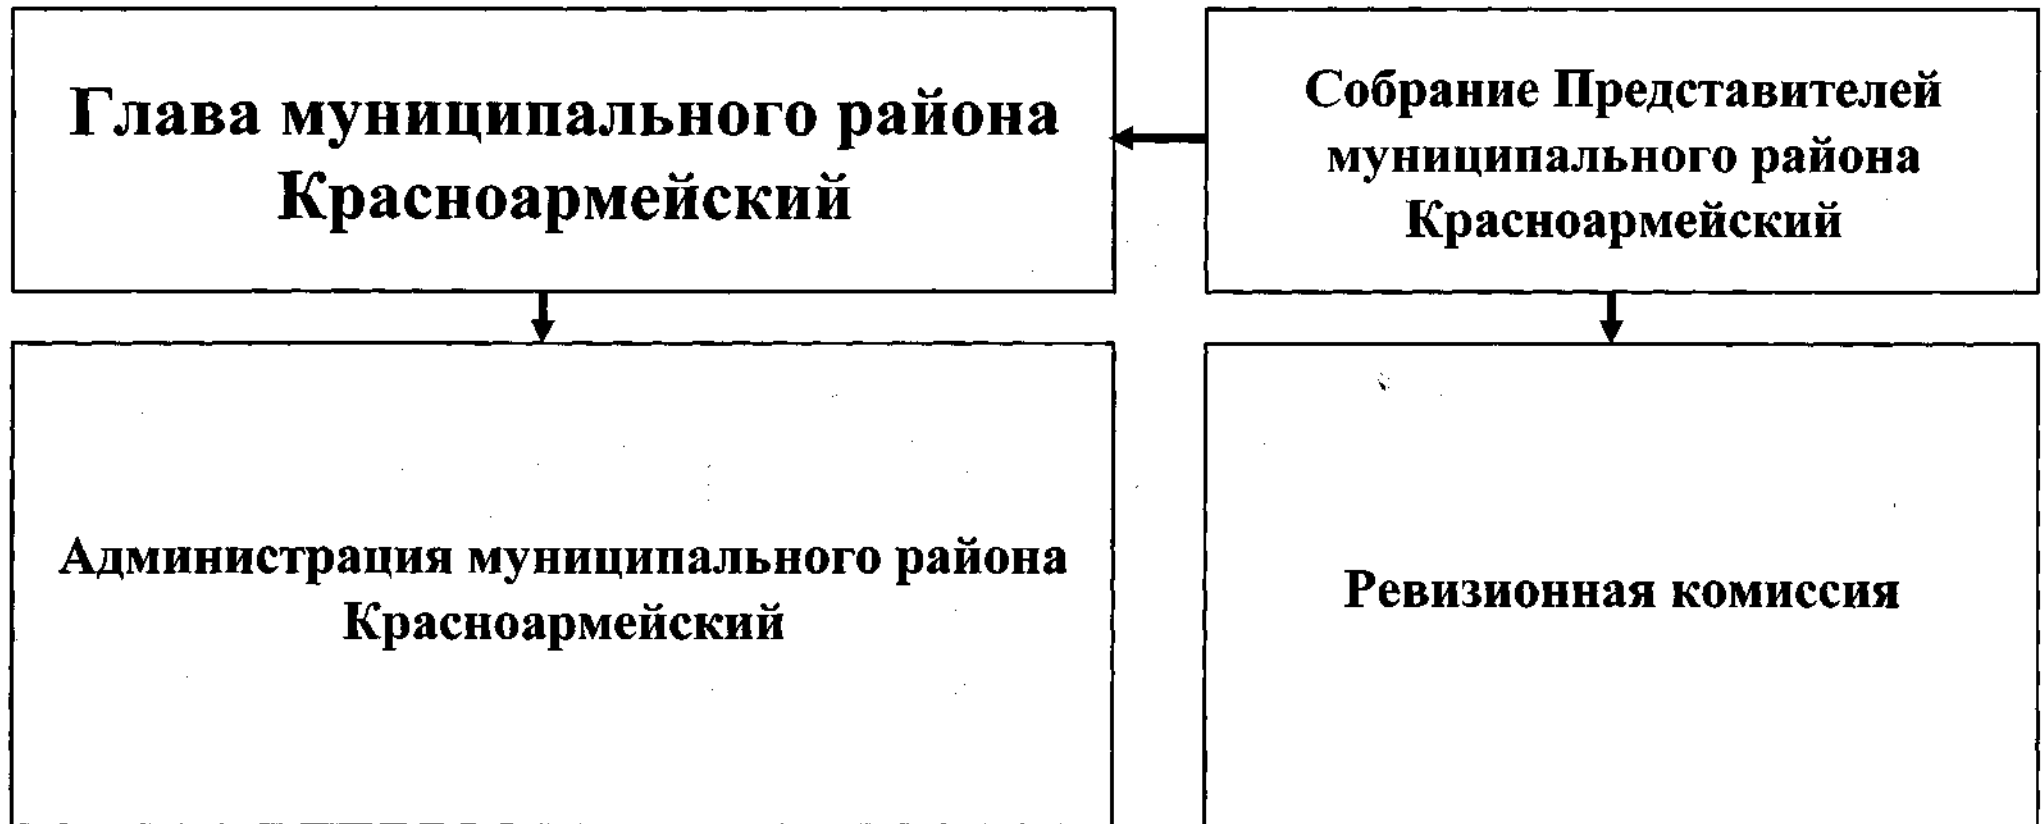 Глава муниципального района
Красноармейский
Собрание Представителей
муниципального района
Красноармейский
Администрация муниципального района
Красноармейский
Ревизионная комиссия